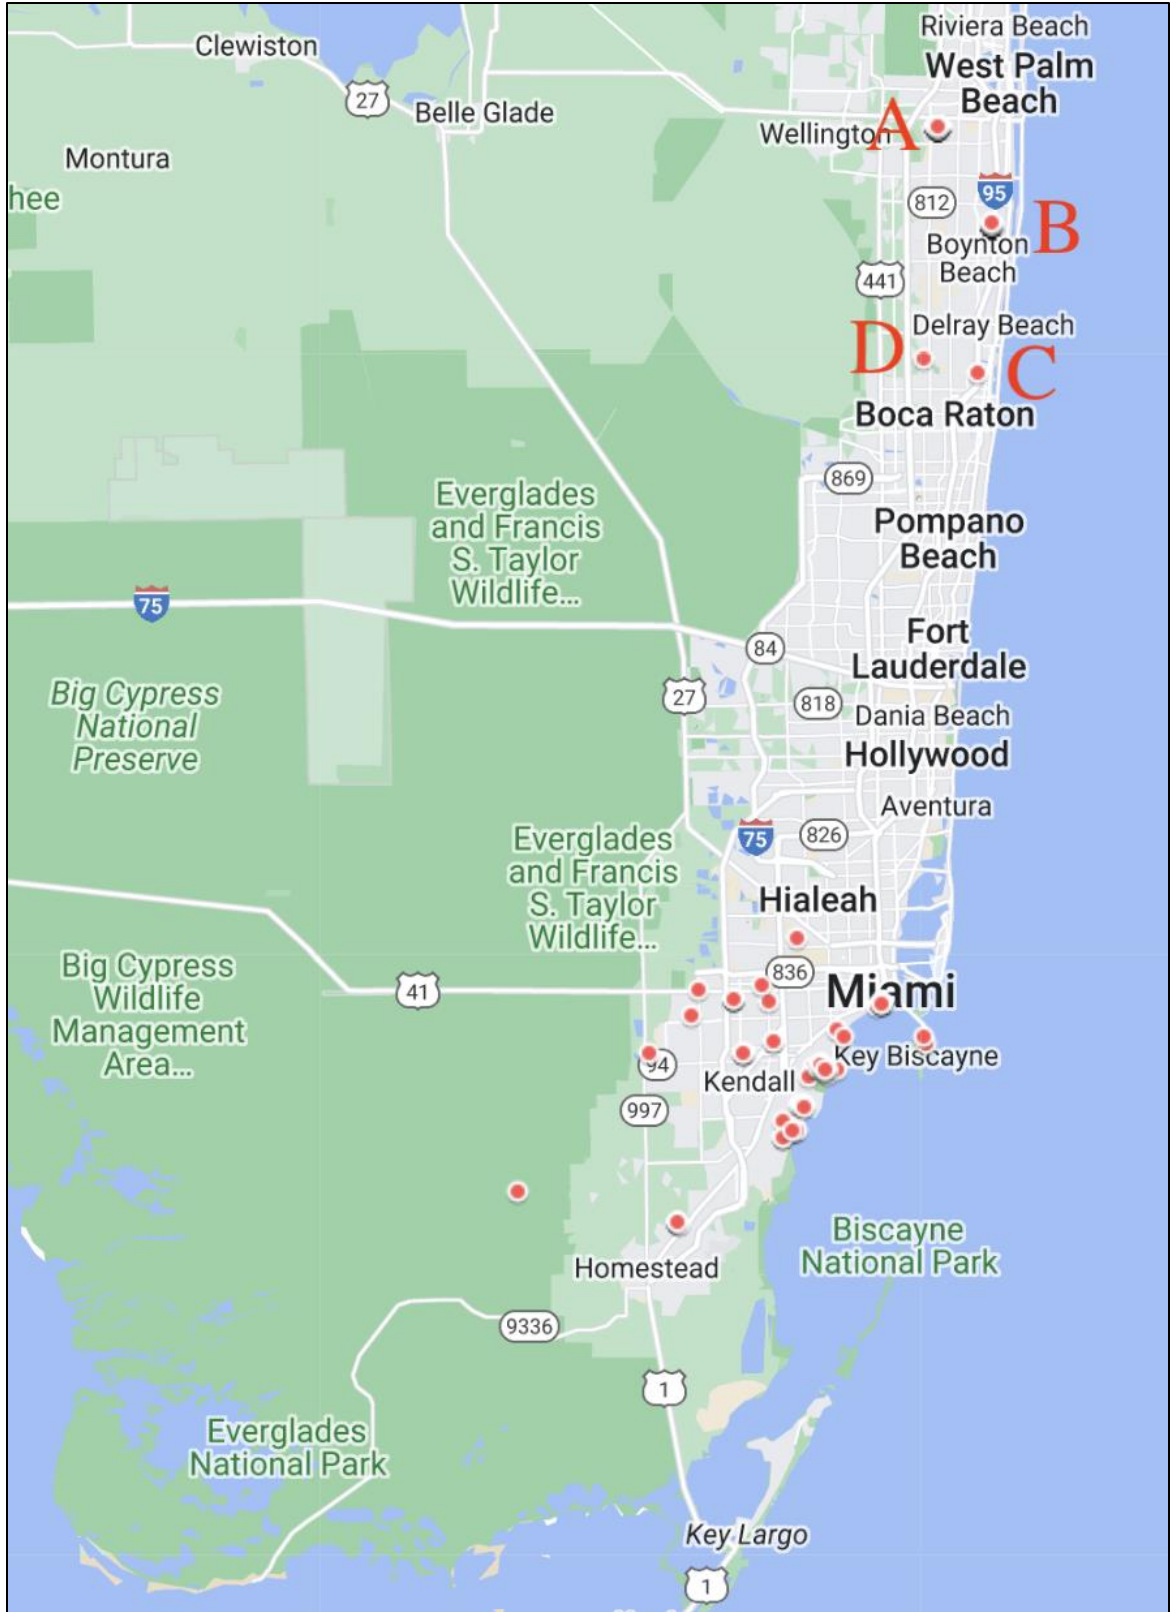 Riviera Beach
Clewiston
West Palm
Beach
27
Belle Glade
A
Wellington
Montura
hee
95
812
B
Boynton
Beach
441
Delray Beach
D
C
Boca Raton
869
Everglades
and Francis
S. Taylor
Wildlife...
Pompano
Beach
75
Fort
Lauderdale
84
Big Cypress
National
Preserve
27
818
Dania Beach
Hollywood
Aventura
75
826
Everglades
and Francis
S. Taylor
Wildlife...
Hialeah
Big Cypress
Wildlife
Management
Area...
836
41
Miami
Key Biscayne
94
Kendall
997
Biscayne
National Park
Homestead
9336
1
Everglades
National Park
Key Largo
1